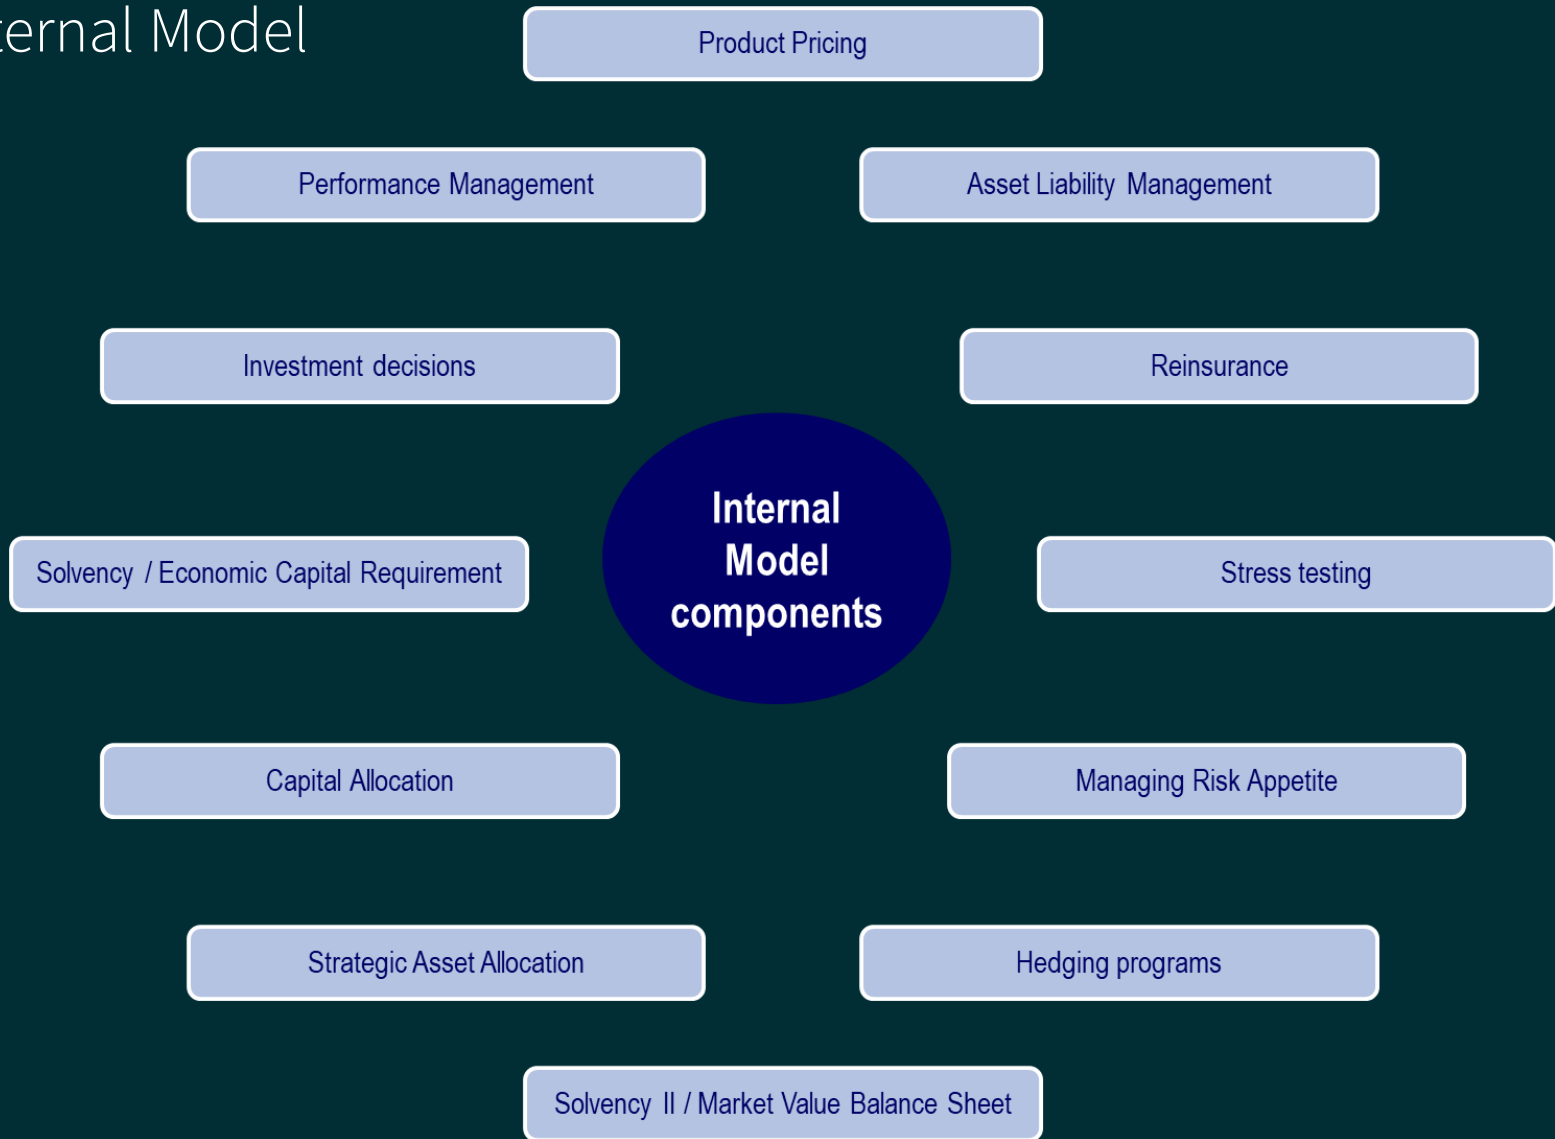 ternal Model
Product Pricing
Performance Management
Asset Liability Management
Investment decisions
Reinsurance
Internal
Model
components
Solvency / Economic Capital Requirement
Stress testing
Capital Allocation
Managing Risk Appetite
Strategic Asset Allocation
Hedging programs
Solvency II / Market Value Balance Sheet